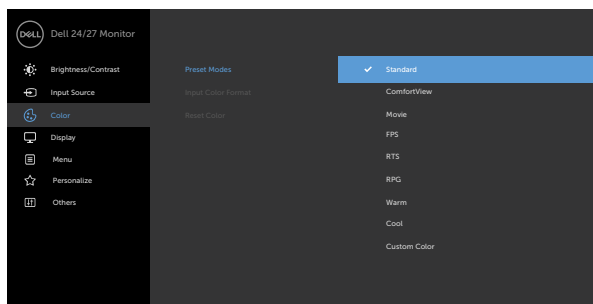 DELL Dell 24/27 Monitor
Brightness/Contrast Preset Modes Standard
Input Source Input Color Format ComfortView
Color Reset Color Movie
Display FPS
Menu RTS
Personalize RPG
Others Warm
Cool
Custom Color